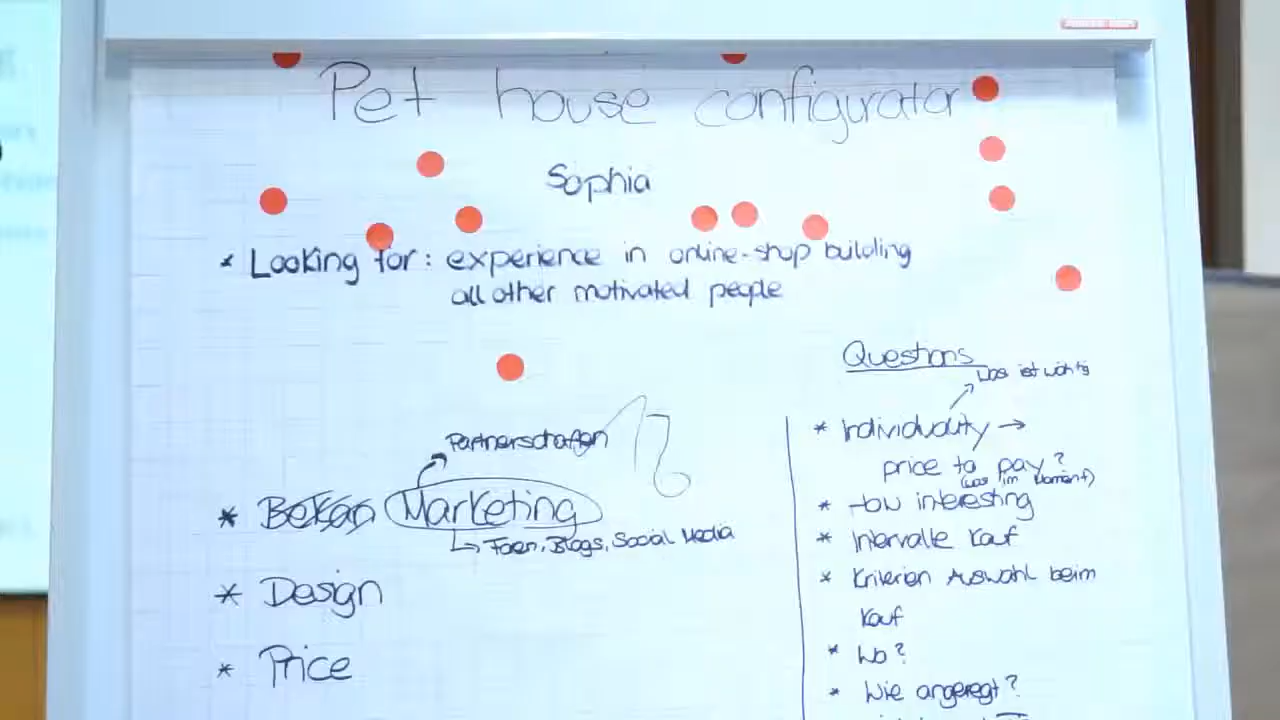 Pet house configurator
Sophia
* Looking for: experience in online-shop building
all other motivated people
Partnerschaften
* Bekan Marketing
↳ Foren, Blogs, Social Media
* Design
* Price
Questions
Was ist wichtig
* Individuality →
price to pay?
(was im Moment)
* How interesting
* Intervalle Kauf
* Kriterien Auswahl beim
Kauf
* Wo?
* Wie angeregt?